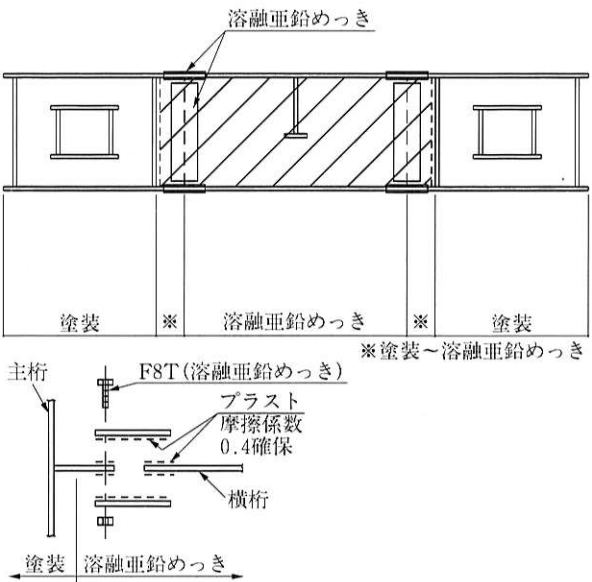 溶融亜鉛めっき
塗装
※
溶融亜鉛めっき
※
塗装
※塗装~溶融亜鉛めっき
主桁
F8T(溶融亜鉛めっき)
プラスト
摩擦係数
0.4確保
横桁
塗装
溶融亜鉛めっき